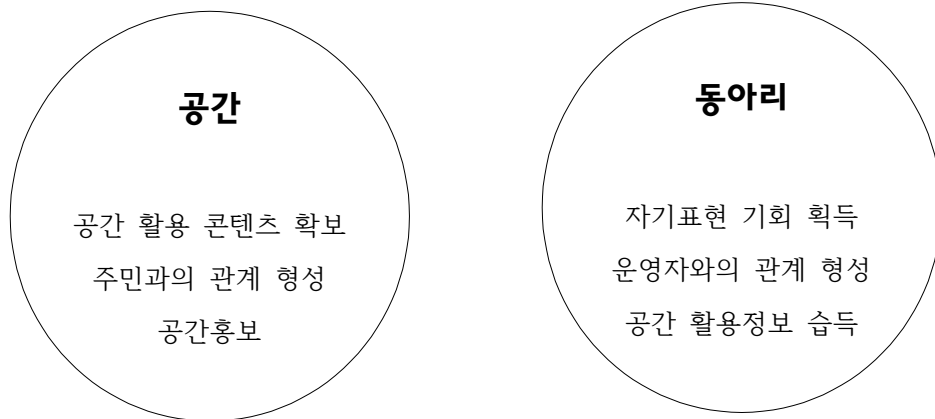 공간
공간 활용 콘텐츠 확보
주민과의 관계 형성
공간홍보
동아리
자기표현 기회 획득
운영자와의 관계 형성
공간 활용정보 습득